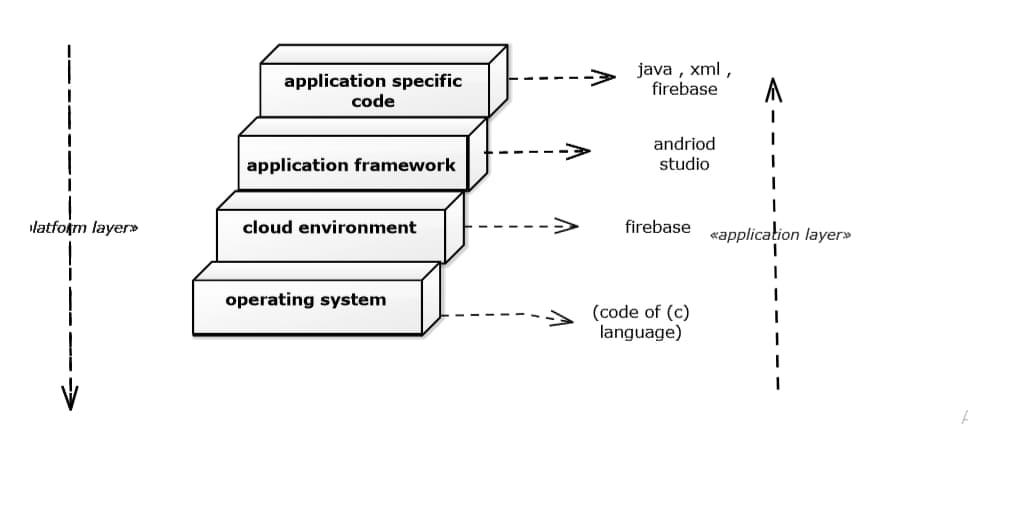 application specific
code
java , xml ,
firebase
application framework
andriod
studio
latform layer»
cloud environment
firebase
«application layer»
operating system
(code of (c)
language)